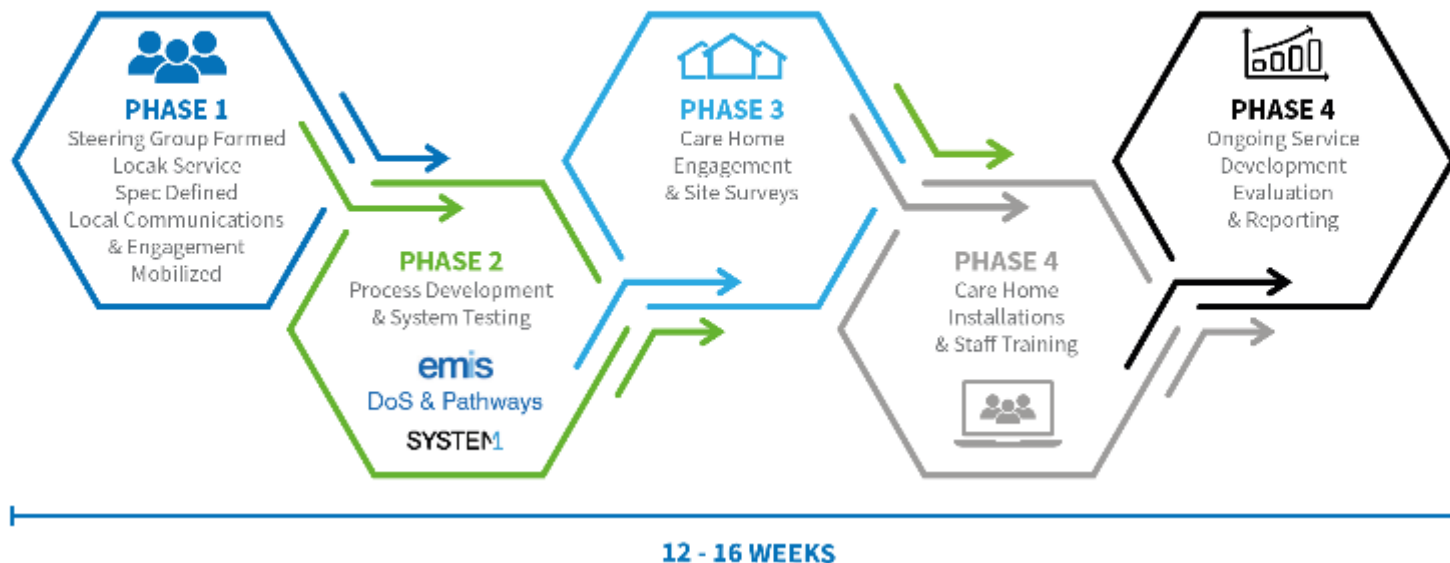 PHASE 1
Steering Group Formed
Locak Service
Spec Defined
Local Communications
& Engagement
Mobilized
PHASE 2
Process Development
& System Testing
emis
DoS & Pathways
SYSTEM1
PHASE 3
Care Home
Engagement
& Site Surveys
PHASE 4
Care Home
Installations
& Staff Training
PHASE 4
Ongoing Service
Development
Evaluation
& Reporting
12 - 16 WEEKS